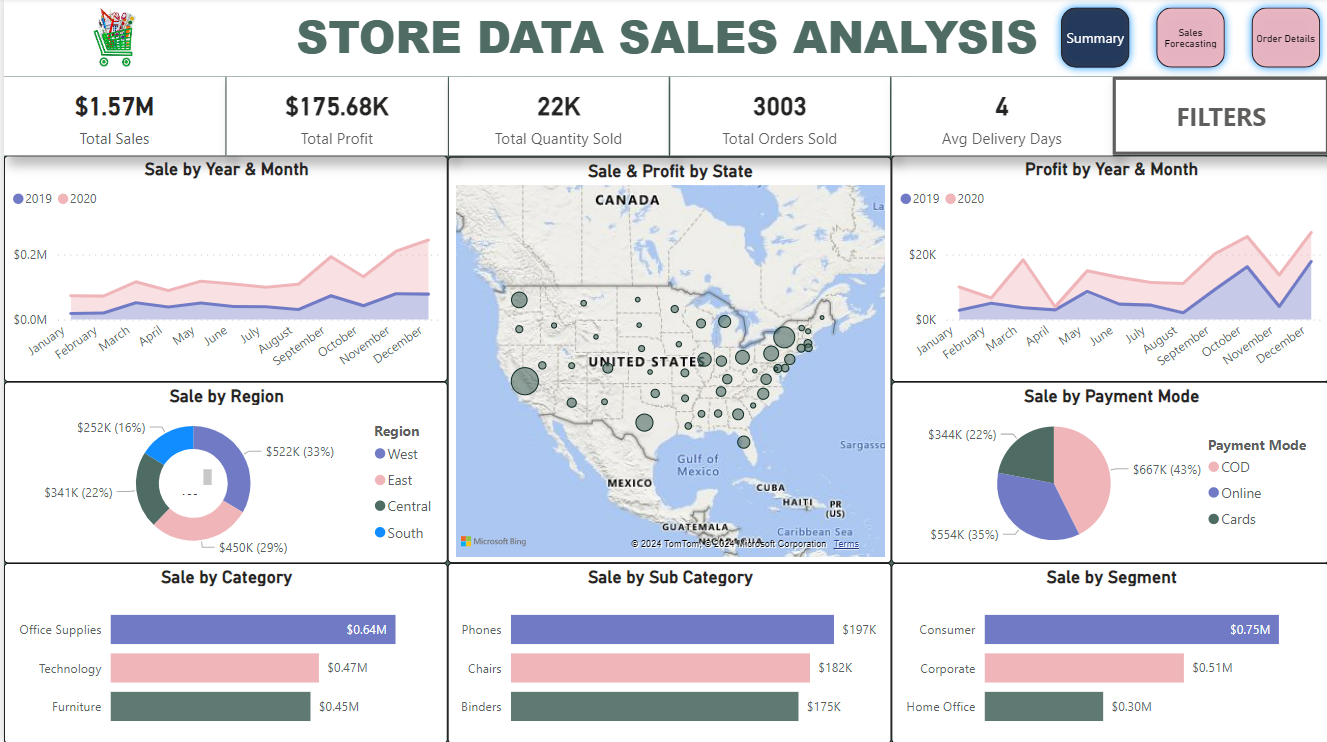 STORE DATA SALES ANALYSIS
Summary
Sales
Forecasting
Order Details
$1.57M
Total Sales
$175.68K
Total Profit
22K
Total Quantity Sold
3003
Total Orders Sold
4
Avg Delivery Days
FILTERS
Sale by Year & Month
2019 2020
$0.2M
$0.0M
January
February
March
April
May
June
July
August
September
October
November
December
Sale & Profit by State
CANADA
La
UNITED STATES
Sargasso
Gulf of
Mexico
MEXICO
CUBA
HAITI
PR
(US)
GUATEMALA
Caribbean Sea
NICARAGUA
Microsoft Bing
© 2024 TomTom, © 2024 Microsoft Corporation Terms
Profit by Year & Month
2019 2020
$20K
$0K
January
February
March
April
May
June
July
August
September
October
November
December
Sale by Region
$252K (16%)
$522K (33%)
$341K (22%)
$450K (29%)
Region
West
East
Central
South
Sale by Payment Mode
$344K (22%)
$667K (43%)
$554K (35%)
Payment Mode
COD
Online
Cards
Sale by Category
Office Supplies $0.64M
Technology $0.47M
Furniture $0.45M
Sale by Sub Category
Phones $197K
Chairs $182K
Binders $175K
Sale by Segment
Consumer $0.75M
Corporate $0.51M
Home Office $0.30M